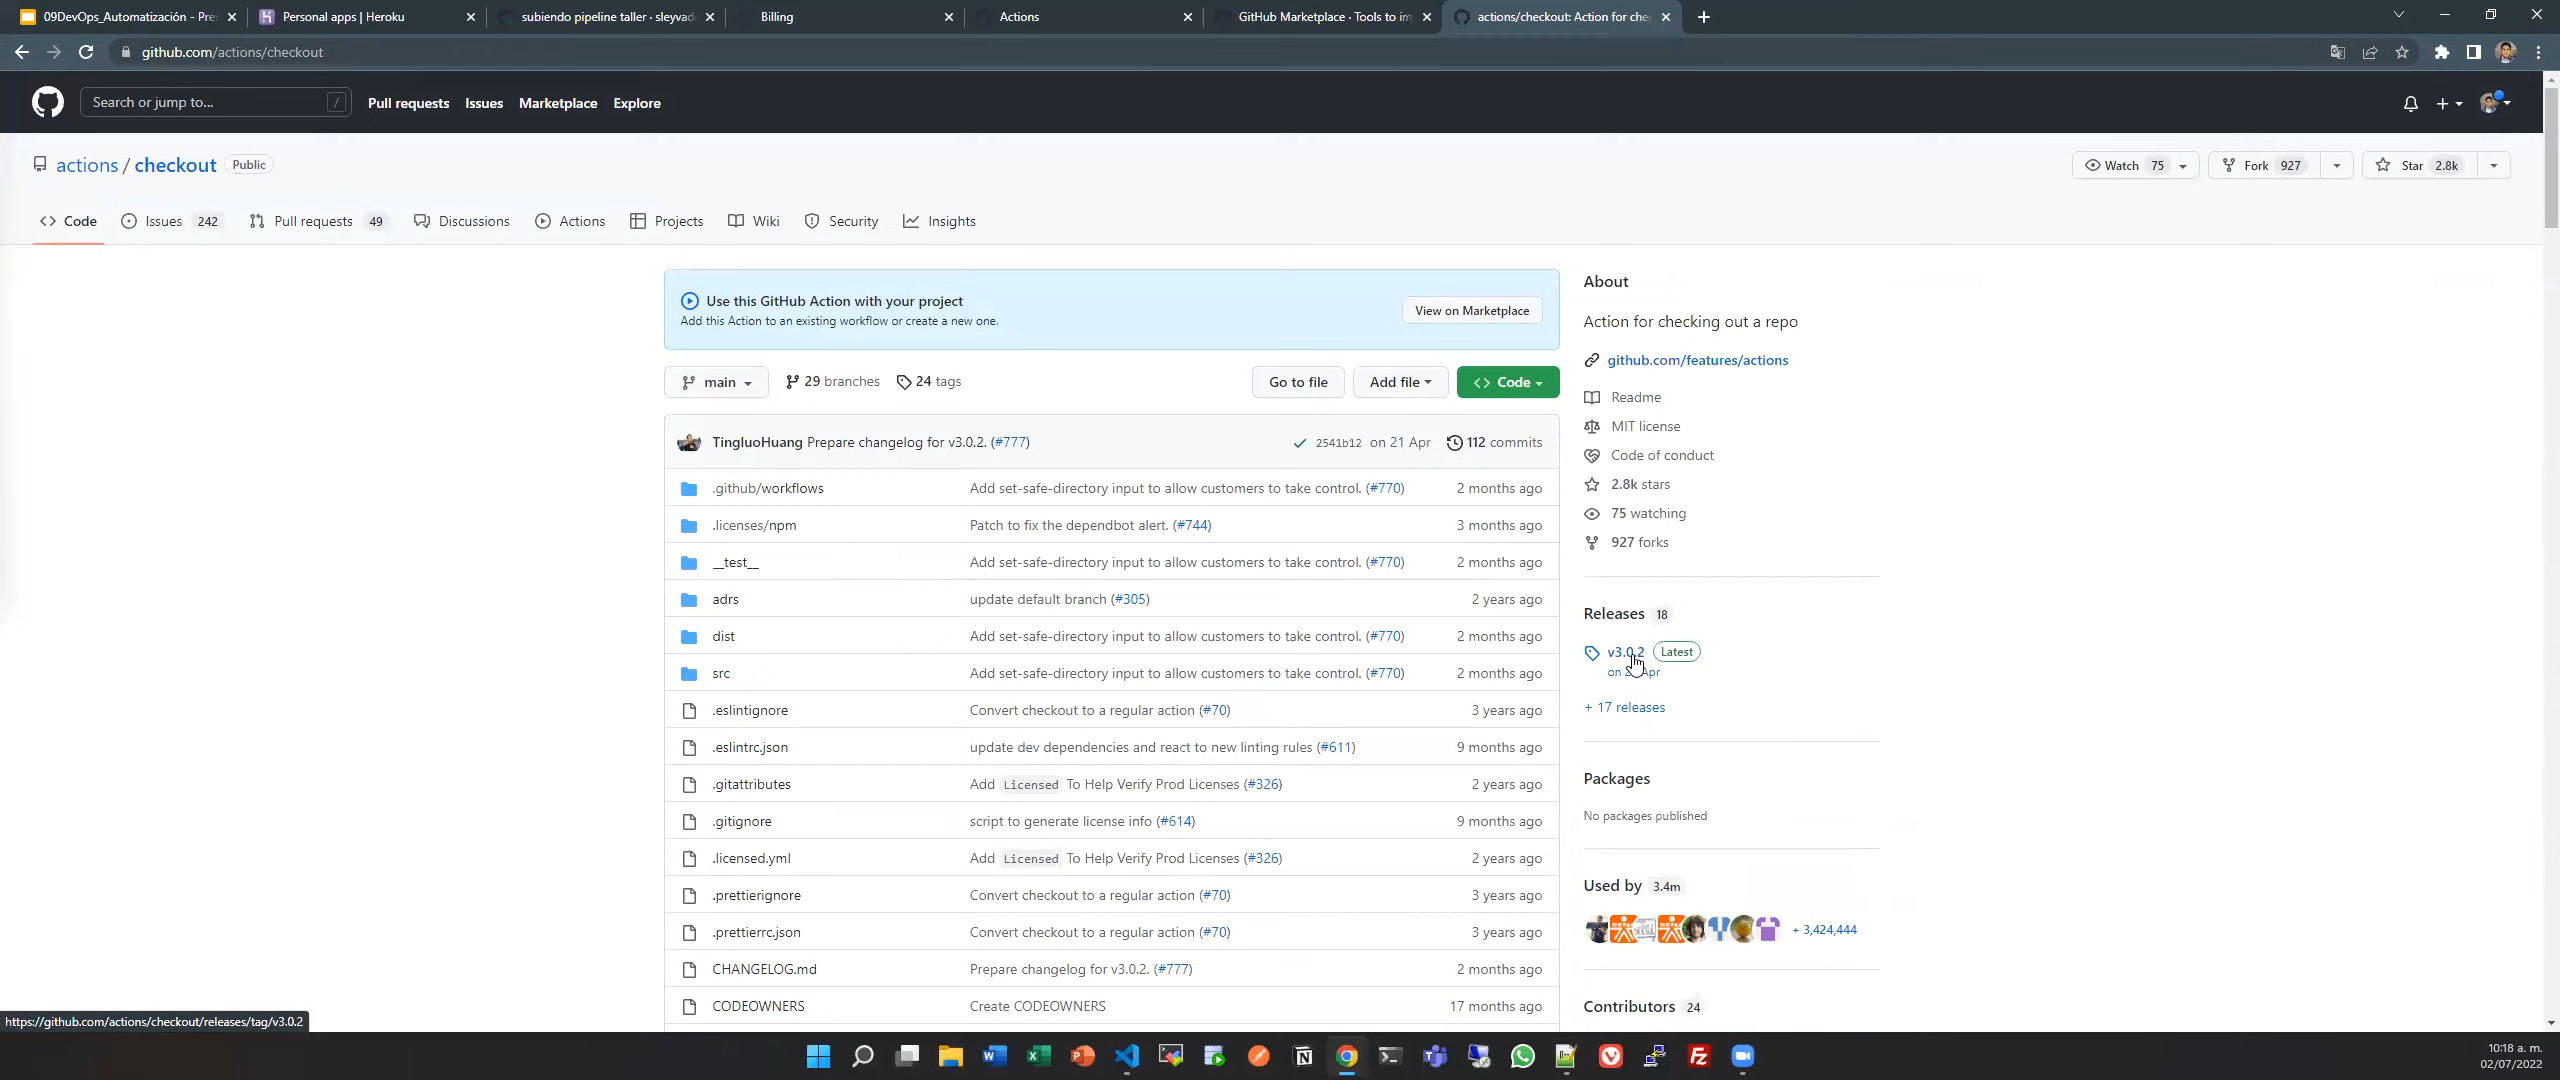 09DevOps_Automatización - Pre
Personal apps | Heroku
subiendo pipeline taller · sleyvad
Billing
Actions
GitHub Marketplace · Tools to im
actions/checkout: Action for che
github.com/actions/checkout
Search or jump to... /
Pull requests Issues Marketplace Explore
actions / checkout Public
Watch 75
Fork 927
Star 2.8k
Code
Issues 242
Pull requests 49
Discussions
Actions
Projects
Wiki
Security
Insights
Use this GitHub Action with your project
Add this Action to an existing workflow or create a new one.
View on Marketplace
main
29 branches
24 tags
Go to file
Add file
Code
TingluoHuang Prepare changelog for v3.0.2. (#777) 2541b12 on 21 Apr 112 commits
.github/workflows Add set-safe-directory input to allow customers to take control. (#770) 2 months ago
.licenses/npm Patch to fix the dependbot alert. (#744) 3 months ago
__test__ Add set-safe-directory input to allow customers to take control. (#770) 2 months ago
adrs update default branch (#305) 2 years ago
dist Add set-safe-directory input to allow customers to take control. (#770) 2 months ago
src Add set-safe-directory input to allow customers to take control. (#770) 2 months ago
.eslintignore Convert checkout to a regular action (#70) 3 years ago
.eslintrc.json update dev dependencies and react to new linting rules (#611) 9 months ago
.gitattributes Add Licensed To Help Verify Prod Licenses (#326) 2 years ago
.gitignore script to generate license info (#614) 9 months ago
.licensed.yml Add Licensed To Help Verify Prod Licenses (#326) 2 years ago
.prettierignore Convert checkout to a regular action (#70) 3 years ago
.prettierrc.json Convert checkout to a regular action (#70) 3 years ago
CHANGELOG.md Prepare changelog for v3.0.2. (#777) 2 months ago
CODEOWNERS Create CODEOWNERS 17 months ago
About
Action for checking out a repo
github.com/features/actions
Readme
MIT license
Code of conduct
2.8k stars
75 watching
927 forks
Releases 18
v3.0.2 Latest
on Apr
+ 17 releases
Packages
No packages published
Used by 3.4m
+ 3,424,444
Contributors 24
https://github.com/actions/checkout/releases/tag/v3.0.2
10:18 a. m.
02/07/2022